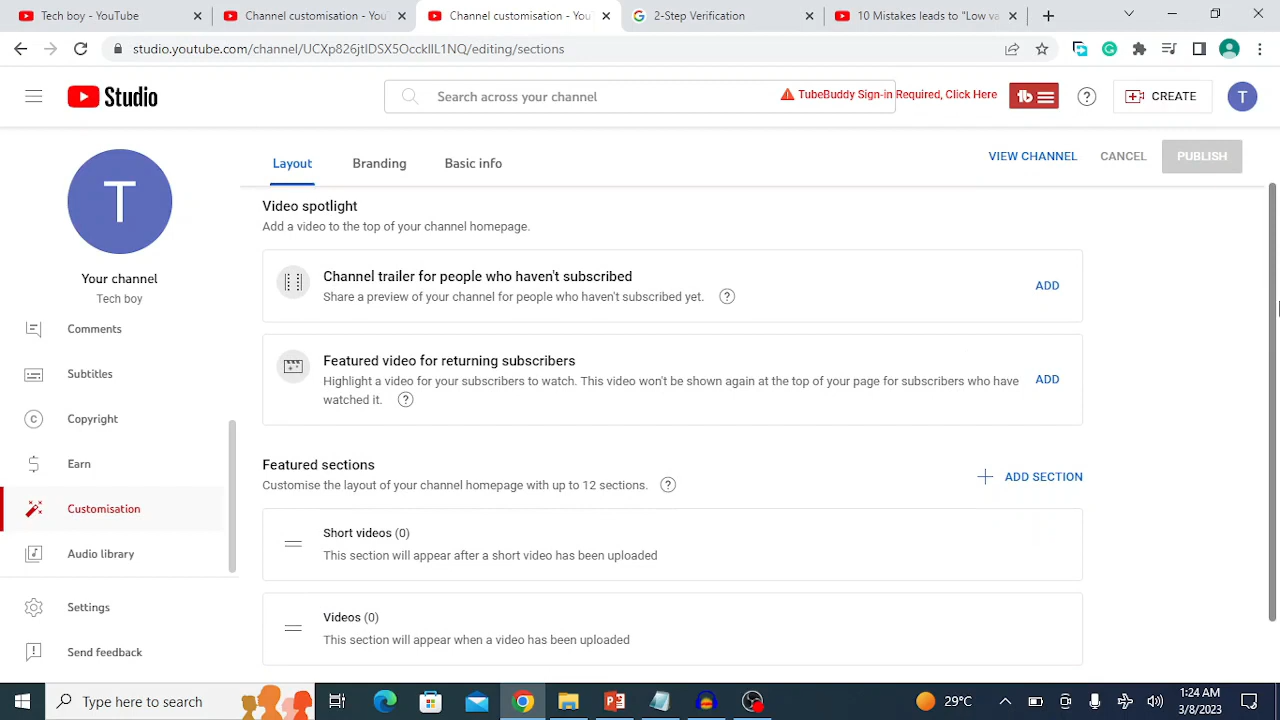 Tech boy - YouTube
Channel customisation - You
Channel customisation - You
2-Step Verification
10 Mistakes leads to "Low va
studio.youtube.com/channel/UCXp826jtIDSX5OcckIlL1NQ/editing/sections
Studio
Search across your channel
TubeBuddy Sign-in Required, Click Here
tb
?
CREATE
T
T
Your channel
Tech boy
Comments
Subtitles
Copyright
Earn
Customisation
Audio library
Settings
Send feedback
Layout
Branding
Basic info
VIEW CHANNEL
CANCEL
PUBLISH
Video spotlight
Add a video to the top of your channel homepage.
Channel trailer for people who haven't subscribed
Share a preview of your channel for people who haven't subscribed yet. ?
ADD
Featured video for returning subscribers
Highlight a video for your subscribers to watch. This video won't be shown again at the top of your page for subscribers who have
watched it. ?
ADD
Featured sections
Customise the layout of your channel homepage with up to 12 sections. ?
ADD SECTION
Short videos (0)
This section will appear after a short video has been uploaded
Videos (0)
This section will appear when a video has been uploaded
Type here to search
29°C
1:24 AM
3/8/2023